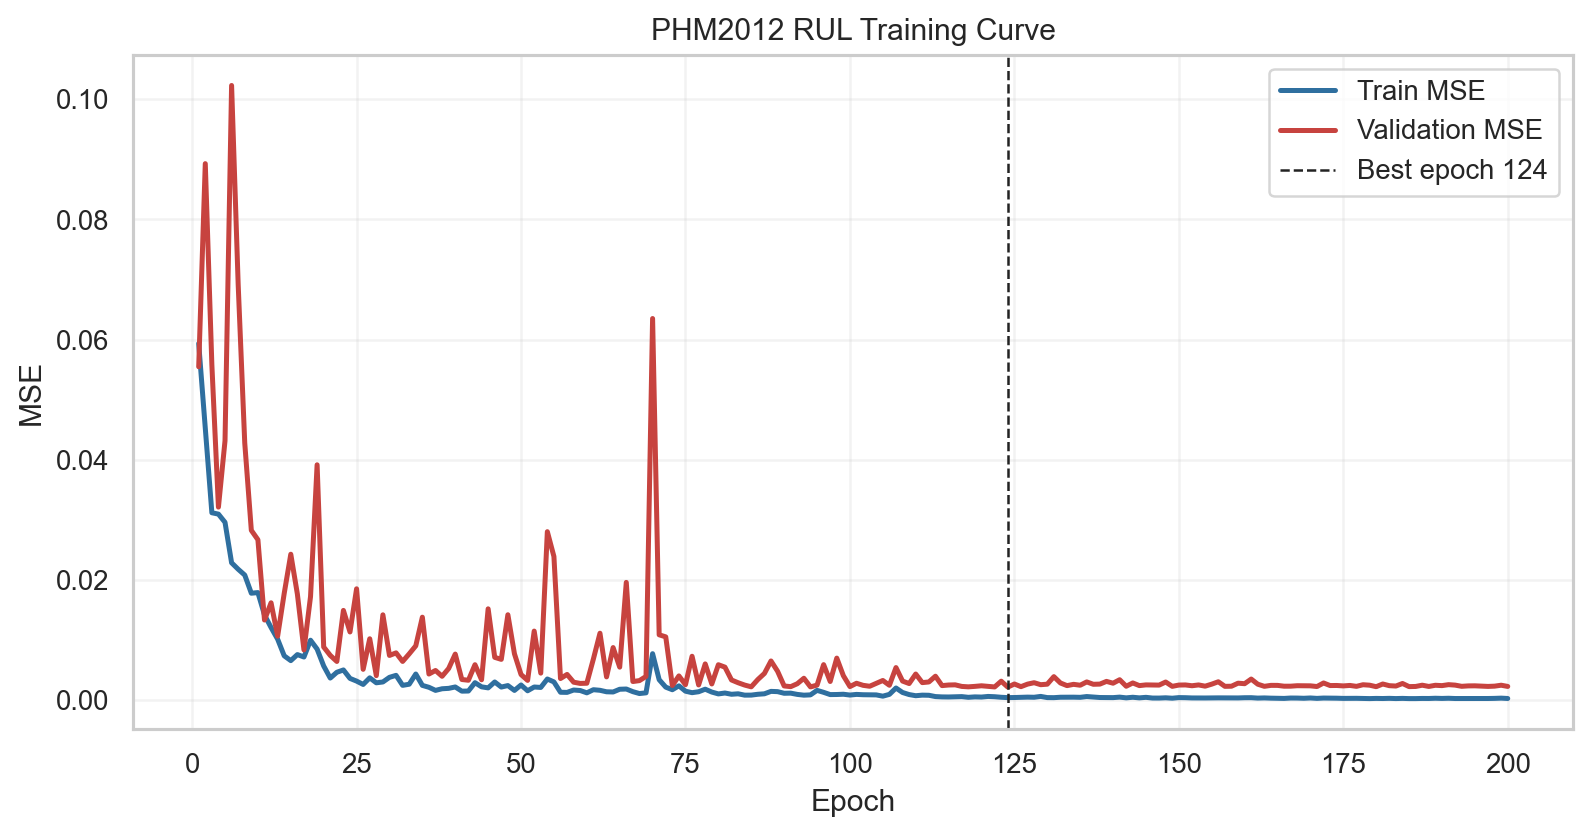 PHM2012 RUL Training Curve
Train MSE
Validation MSE
Best epoch 124
MSE
0.10
0.08
0.06
0.04
0.02
0.00
0 25 50 75 100 125 150 175 200
Epoch